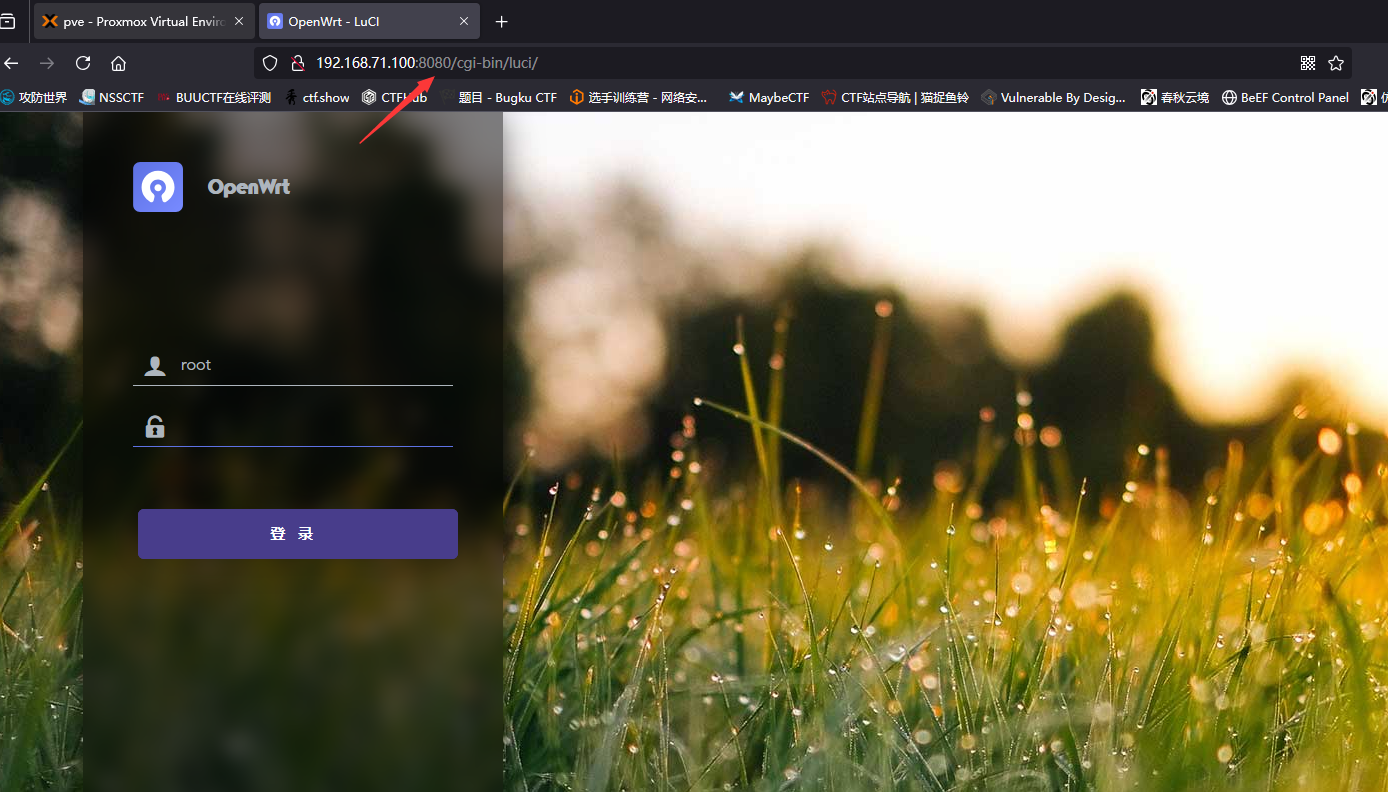 pve - Proxmox Virtual Enviro
OpenWrt - LuCI
192.168.71.100:8080/cgi-bin/luci/
攻防世界
NSSCTF
BUUCTF在线评测
ctf.show
CTFHub
题目 - Bugku CTF
选手训练营 - 网络安...
MaybeCTF
CTF站点导航 | 猫捉鱼铃
Vulnerable By Desig...
春秋云境
BeEF Control Panel
OpenWrt
root
登 录